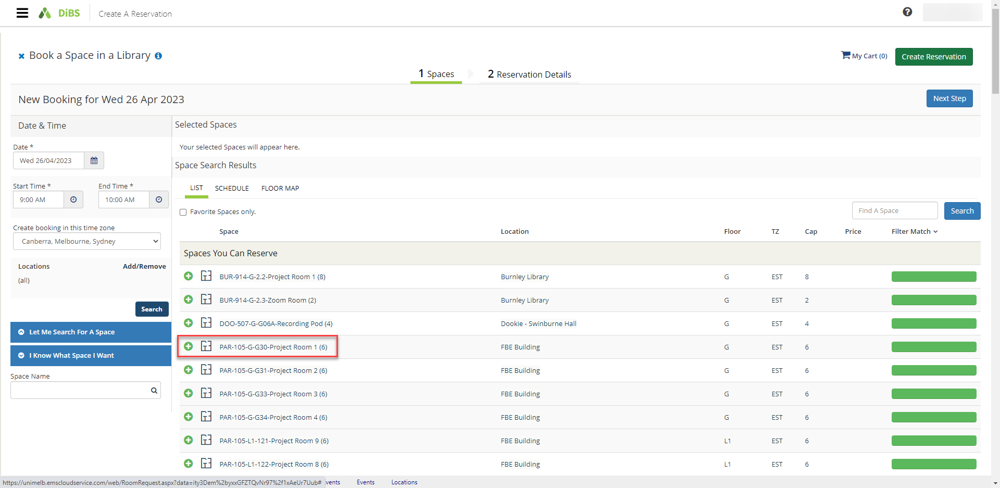 DiBS
Create A Reservation
Book a Space in a Library
My Cart (0)
Create Reservation
1 Spaces
2 Reservation Details
New Booking for Wed 26 Apr 2023
Next Step
Date & Time
Date *
Wed 26/04/2023
Start Time *
End Time *
9:00 AM
10:00 AM
Create booking in this time zone
Canberra, Melbourne, Sydney
Locations
Add/Remove
(all)
Search
Let Me Search For A Space
I Know What Space I Want
Space Name
Selected Spaces
Your selected Spaces will appear here.
Space Search Results
LIST SCHEDULE FLOOR MAP
Favorite Spaces only.
Find A Space
Search
Space Location Floor TZ Cap Price Filter Match
Spaces You Can Reserve
BUR-914-G-2.2-Project Room 1 (8) Burnley Library G EST 8
BUR-914-G-2.3-Zoom Room (2) Burnley Library G EST 2
DOO-507-G-G06A-Recording Pod (4) Dookie - Swinburne Hall G EST 4
PAR-105-G-G30-Project Room 1 (6) FBE Building G EST 6
PAR-105-G-G31-Project Room 2 (6) FBE Building G EST 6
PAR-105-G-G33-Project Room 3 (6) FBE Building G EST 6
PAR-105-G-G34-Project Room 4 (6) FBE Building G EST 6
PAR-105-L1-121-Project Room 9 (6) FBE Building L1 EST 6
PAR-105-L1-122-Project Room 8 (6) FBE Building L1 EST 6
https://unimelb.emscloudservice.com/web/RoomRequest.aspx?data=ity3Dem%2byxxGFZTQvNr97%2f1xAeUr7Uub#
vents
Events
Locations